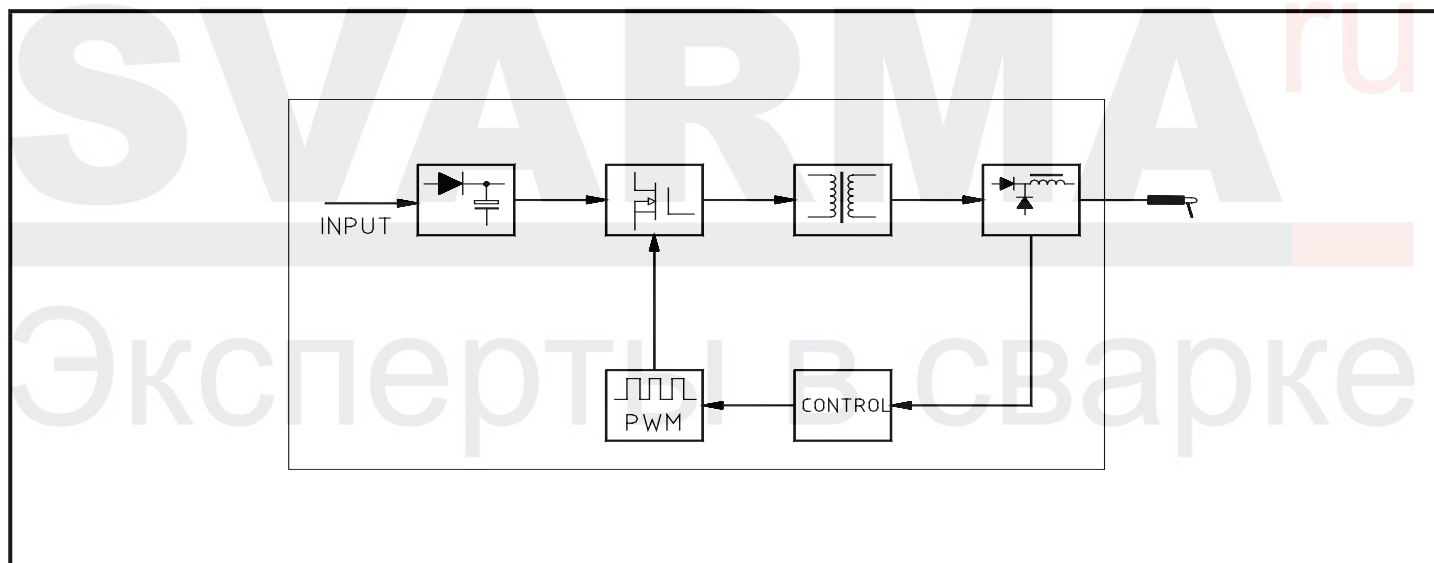 SVARMA ru
INPUT
PWM
CONTROL
Эксперты в сварке